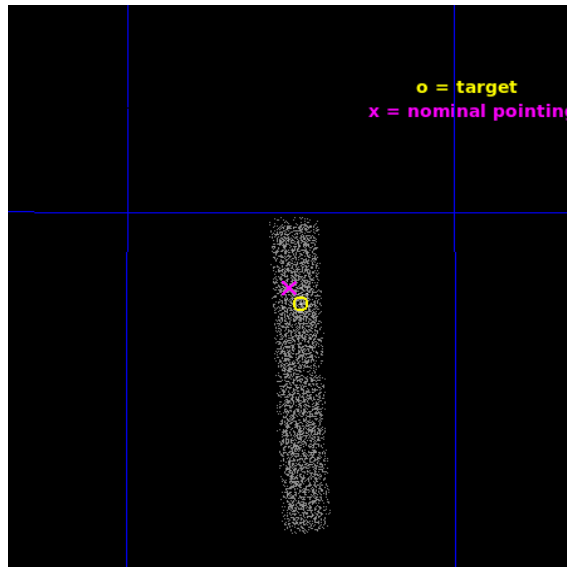 o = target
x = nominal pointing